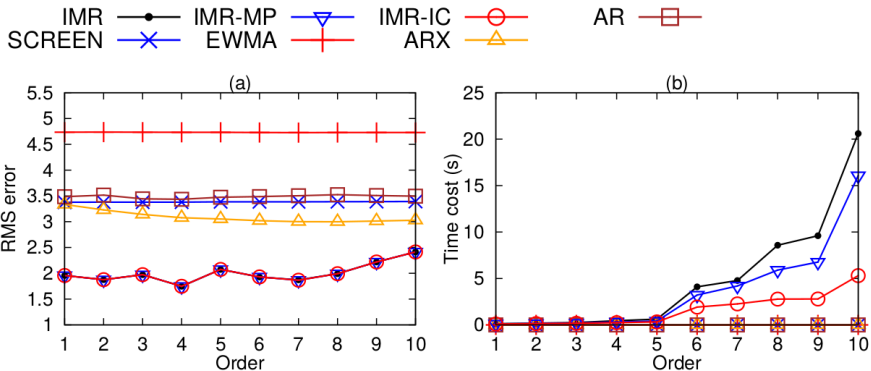 IMR IMR-MP IMR-IC AR
SCREEN EWMA ARX
(a) (b)
5.5
5
4.5
4
3.5
3
2.5
2
1.5
1
RMS error
1 2 3 4 5 6 7 8 9 10
Order
25
20
15
10
5
0
Time cost (s)
1 2 3 4 5 6 7 8 9 10
Order